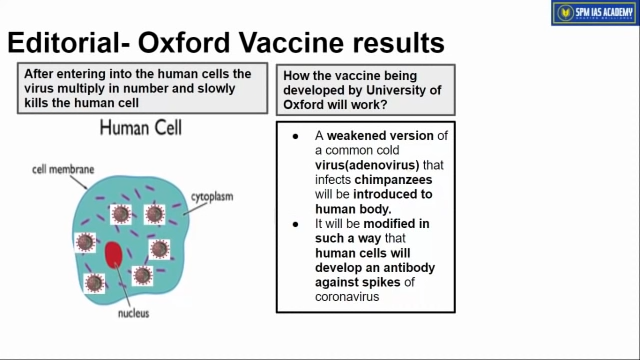 SPM IAS ACADEMY
Editorial- Oxford Vaccine results
After entering into the human cells the
virus multiply in number and slowly
kills the human cell
Human Cell
cell membrane
cytoplasm
nucleus
How the vaccine being
developed by University of
Oxford will work?
● A weakened version of
a common cold
virus(adenovirus) that
infects chimpanzees
will be introduced to
human body.
● It will be modified in
such a way that
human cells will
develop an antibody
against spikes of
coronavirus